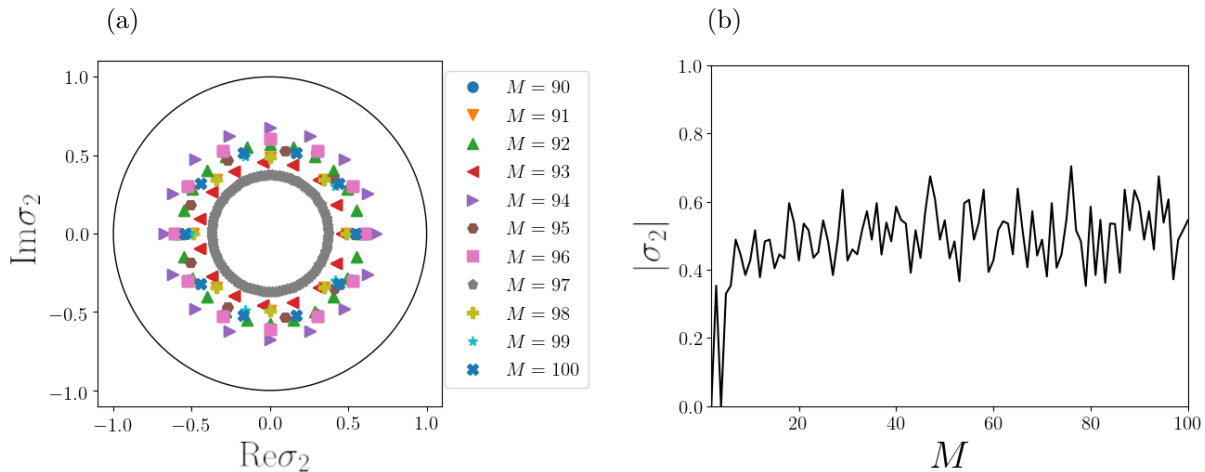 (a)
1.0
0.5
0.0
−0.5
−1.0
Imσ₂
−1.0 −0.5 0.0 0.5 1.0
Reσ₂
M = 90
M = 91
M = 92
M = 93
M = 94
M = 95
M = 96
M = 97
M = 98
M = 99
M = 100
(b)
1.0
0.8
0.6
0.4
0.2
0.0
|σ₂|
20 40 60 80 100
M